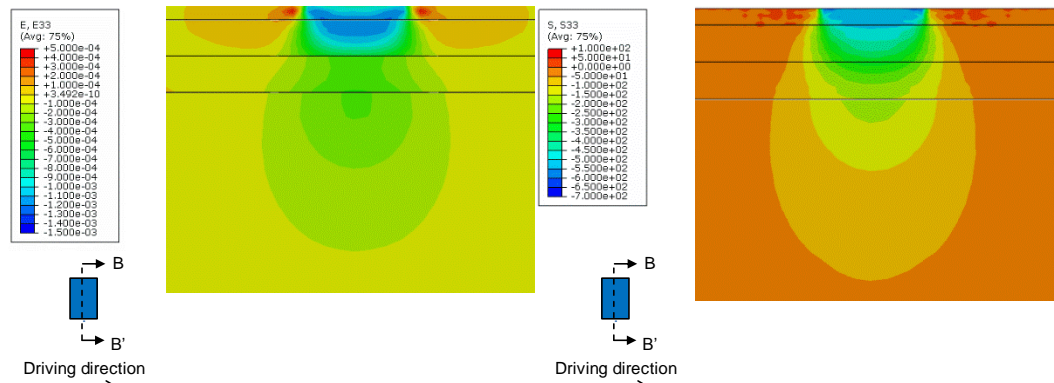 E, E33
(Avg: 75%)
+5.000e-04
+4.000e-04
+3.000e-04
+2.000e-04
+1.000e-04
+3.492e-10
-1.000e-04
-2.000e-04
-3.000e-04
-4.000e-04
-5.000e-04
-6.000e-04
-7.000e-04
-8.000e-04
-9.000e-04
-1.000e-03
-1.100e-03
-1.200e-03
-1.300e-03
-1.400e-03
-1.500e-03
B
B'
Driving direction
S, S33
(Avg: 75%)
+1.000e+02
+5.000e+01
+0.000e+00
-5.000e+01
-1.000e+02
-1.500e+02
-2.000e+02
-2.500e+02
-3.000e+02
-3.500e+02
-4.000e+02
-4.500e+02
-5.000e+02
-5.500e+02
-6.000e+02
-6.500e+02
-7.000e+02
B
B'
Driving direction